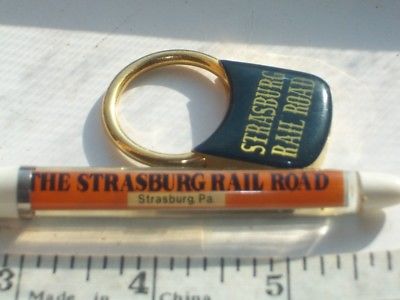 STRASBURG
RAIL ROAD
THE STRASBURG RAIL ROAD
Strasburg, Pa.
3 4 5
Made in China